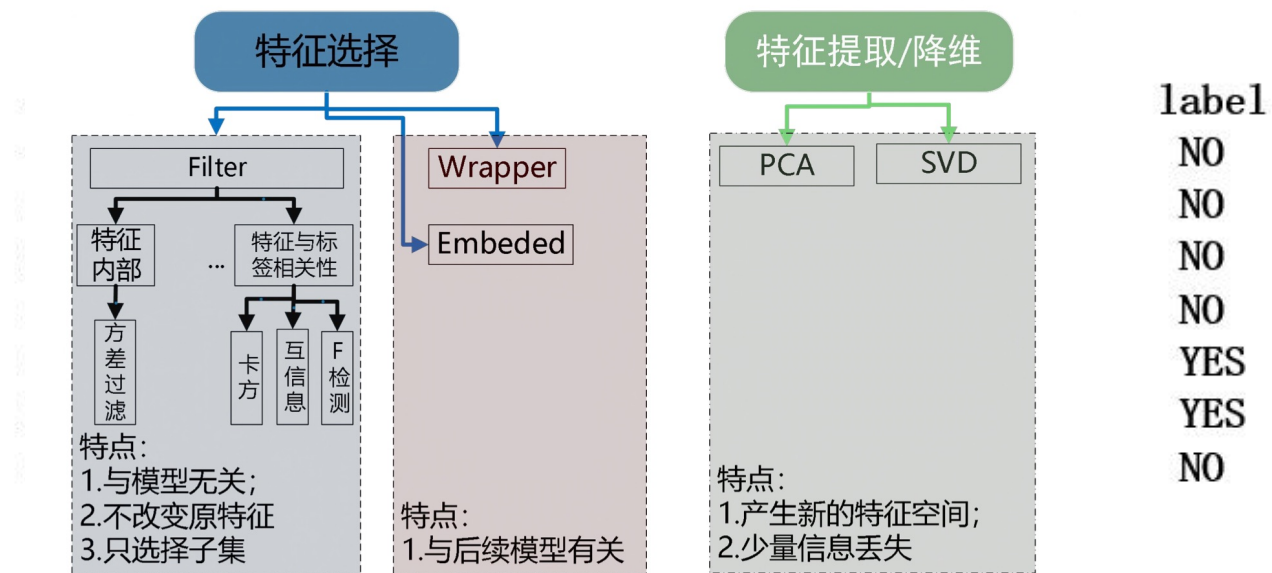 特征选择
Filter
特征
内部
...
特征与标
签相关性
方差过滤
卡方
互信息
F检测
特点：
1.与模型无关；
2.不改变原特征
3.只选择子集
Wrapper
Embeded
特点：
1.与后续模型有关
特征提取/降维
PCA
SVD
特点：
1.产生新的特征空间；
2.少量信息丢失
label
NO
NO
NO
NO
YES
YES
NO